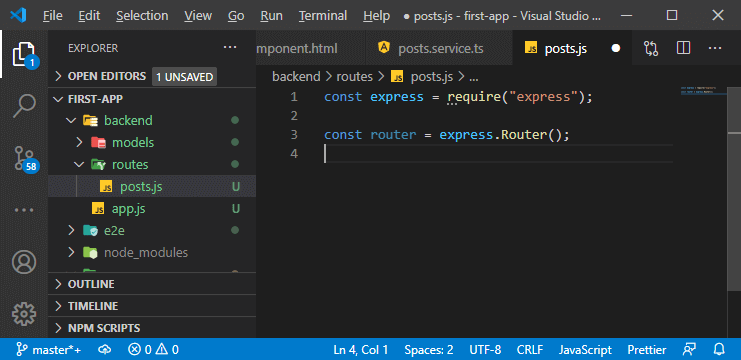 File Edit Selection View Go Run Terminal Help ● posts.js - first-app - Visual Studio ...
EXPLORER
OPEN EDITORS 1 UNSAVED
FIRST-APP
backend
models
routes
posts.js U
app.js U
e2e
node_modules
OUTLINE
TIMELINE
NPM SCRIPTS
1
58
mponent.html posts.service.ts JS posts.js ●
backend > routes > JS posts.js > ...
1 const express = require("express");
2
3 const router = express.Router();
4
master*+ 0 0 Ln 4, Col 1 Spaces: 2 UTF-8 CRLF JavaScript Prettier